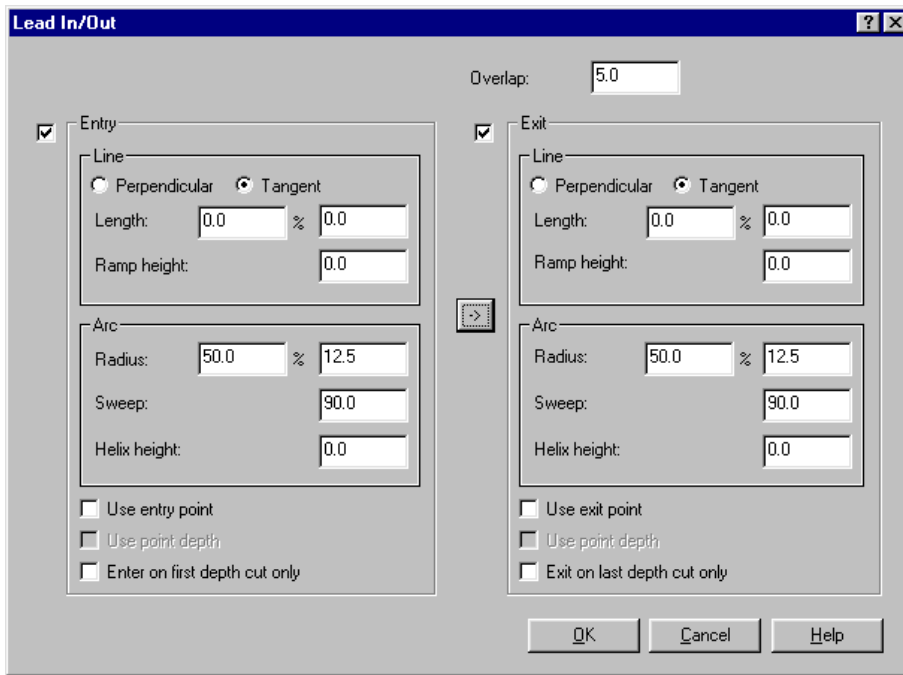 Lead In/Out
Overlap: 5.0
Entry
Line
Perpendicular Tangent
Length: 0.0 % 0.0
Ramp height: 0.0
Arc
Radius: 50.0 % 12.5
Sweep: 90.0
Helix height: 0.0
Use entry point
Use point depth
Enter on first depth cut only
->
Exit
Line
Perpendicular Tangent
Length: 0.0 % 0.0
Ramp height: 0.0
Arc
Radius: 50.0 % 12.5
Sweep: 90.0
Helix height: 0.0
Use exit point
Use point depth
Exit on last depth cut only
OK Cancel Help